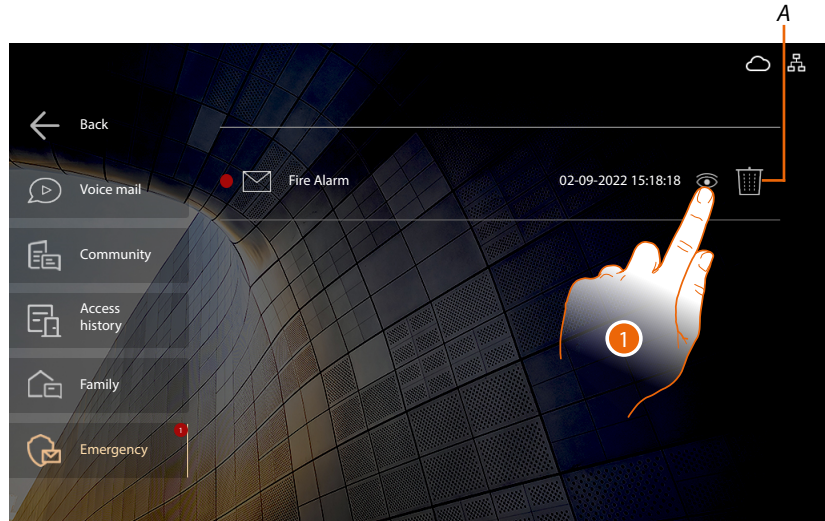 A
Back
Voice mail
Fire Alarm 02-09-2022 15:18:18
Community
Access
history
1
Family
1
Emergency